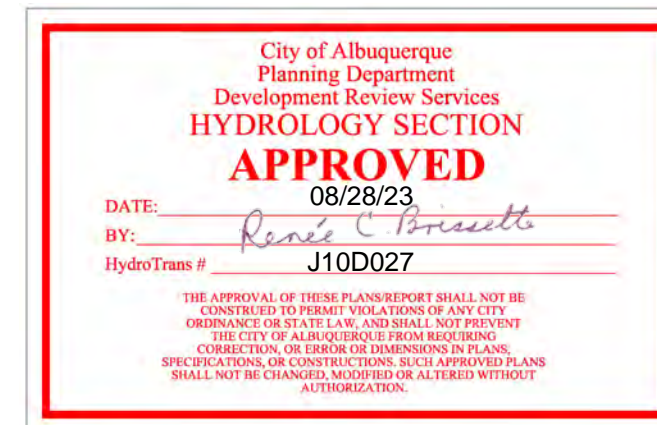 City of Albuquerque
Planning Department
Development Review Services
HYDROLOGY SECTION
APPROVED
DATE: 08/28/23
BY: Renée C. Brissette
HydroTrans # J10D027
THE APPROVAL OF THESE PLANS/REPORT SHALL NOT BE
CONSTRUED TO PERMIT VIOLATIONS OF ANY CITY
ORDINANCE OR STATE LAW, AND SHALL NOT PREVENT
THE CITY OF ALBUQUERQUE FROM REQUIRING
CORRECTION, OR ERROR OR DIMENSIONS IN PLANS,
SPECIFICATIONS, OR CONSTRUCTIONS. SUCH APPROVED PLANS
SHALL NOT BE CHANGED, MODIFIED OR ALTERED WITHOUT
AUTHORIZATION.